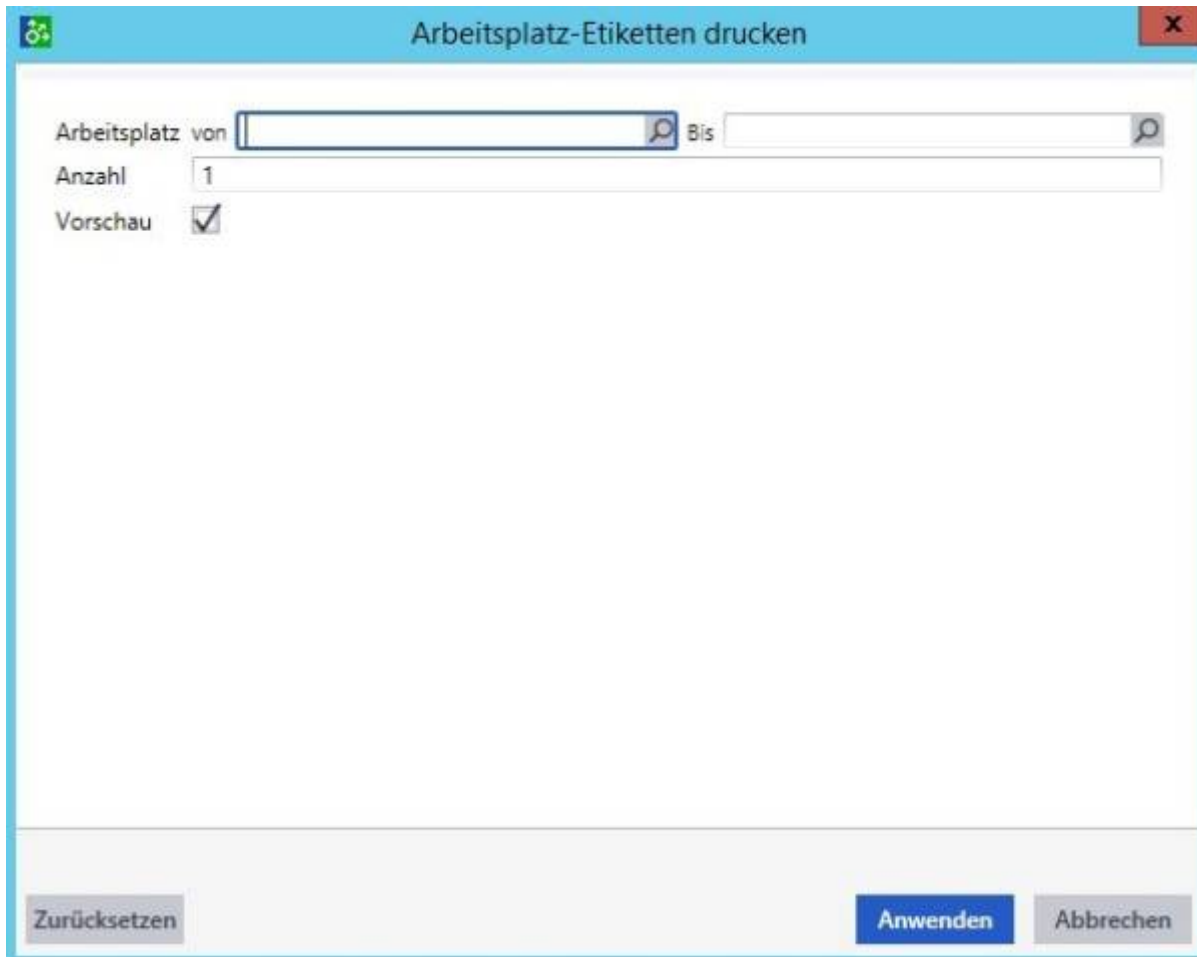 Arbeitsplatz-Etiketten drucken
Arbeitsplatz von Bis
Anzahl 1
Vorschau
Zurücksetzen Anwenden Abbrechen